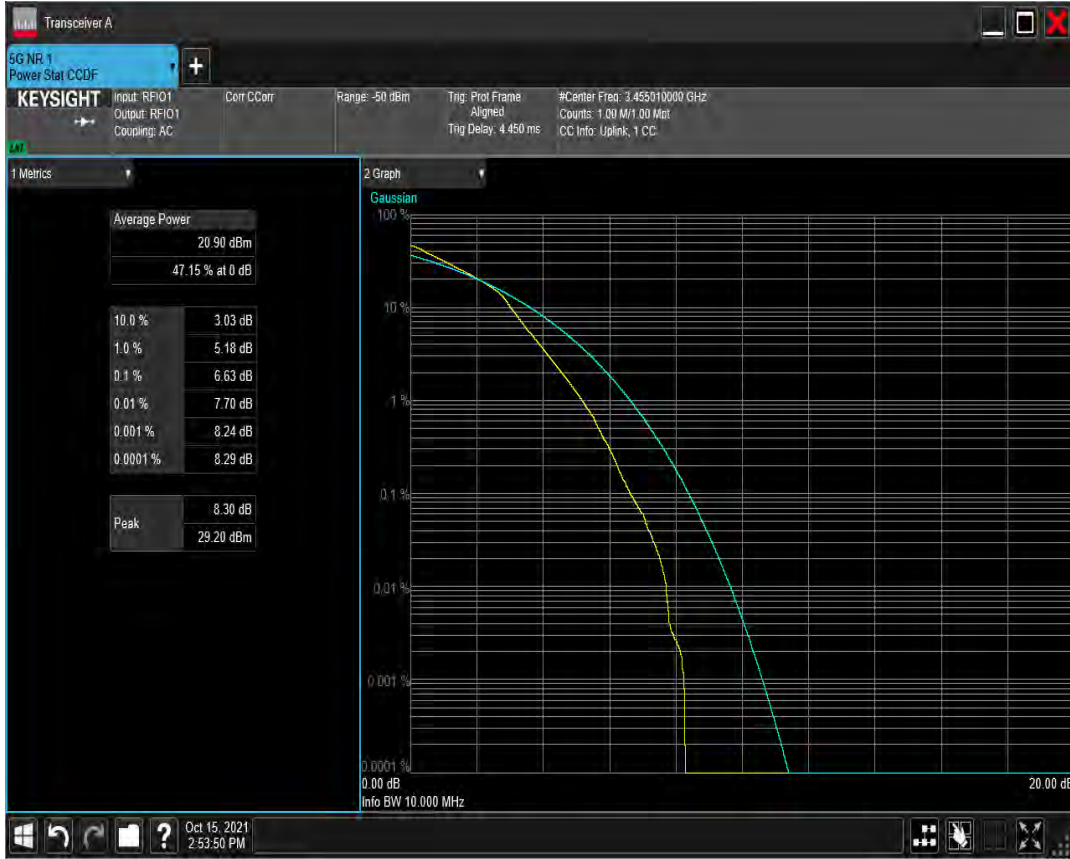 Transceiver A
5G NR 1
Power Stat CCDF
+
KEYSIGHT
Input: RFIO1
Output: RFIO1
Coupling: AC
Corr CCorr
Range: -50 dBm
Trig: Prot Frame
Aligned
Trig Delay: 4.450 ms
#Center Freq: 3.455010000 GHz
Counts: 1.00 M/1.00 Mpt
CC Info: Uplink, 1 CC
1 Metrics
Average Power
20.90 dBm
47.15 % at 0 dB
10.0 % 3.03 dB
1.0 % 5.18 dB
0.1 % 6.63 dB
0.01 % 7.70 dB
0.001 % 8.24 dB
0.0001 % 8.29 dB
Peak
8.30 dB
29.20 dBm
2 Graph
Gaussian
100 %
10 %
1 %
0.1 %
0.01 %
0.001 %
0.0001 %
0.00 dB
20.00 dB
Info BW 10.000 MHz
?
Oct 15, 2021
2:53:50 PM